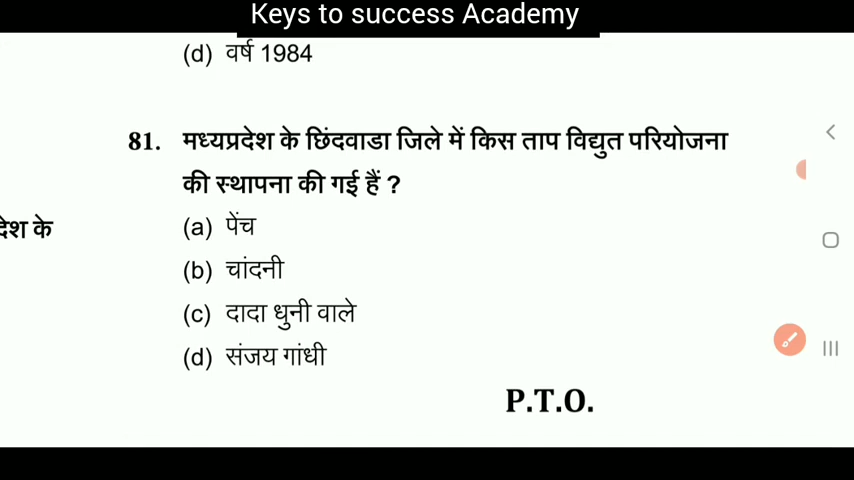 Keys to success Academy
(d) वर्ष 1984
81. मध्यप्रदेश के छिंदवाडा जिले में किस ताप विद्युत परियोजना
की स्थापना की गई हैं ?
देश के
(a) पेंच
(b) चांदनी
(c) दादा धुनी वाले
(d) संजय गांधी
P.T.O.